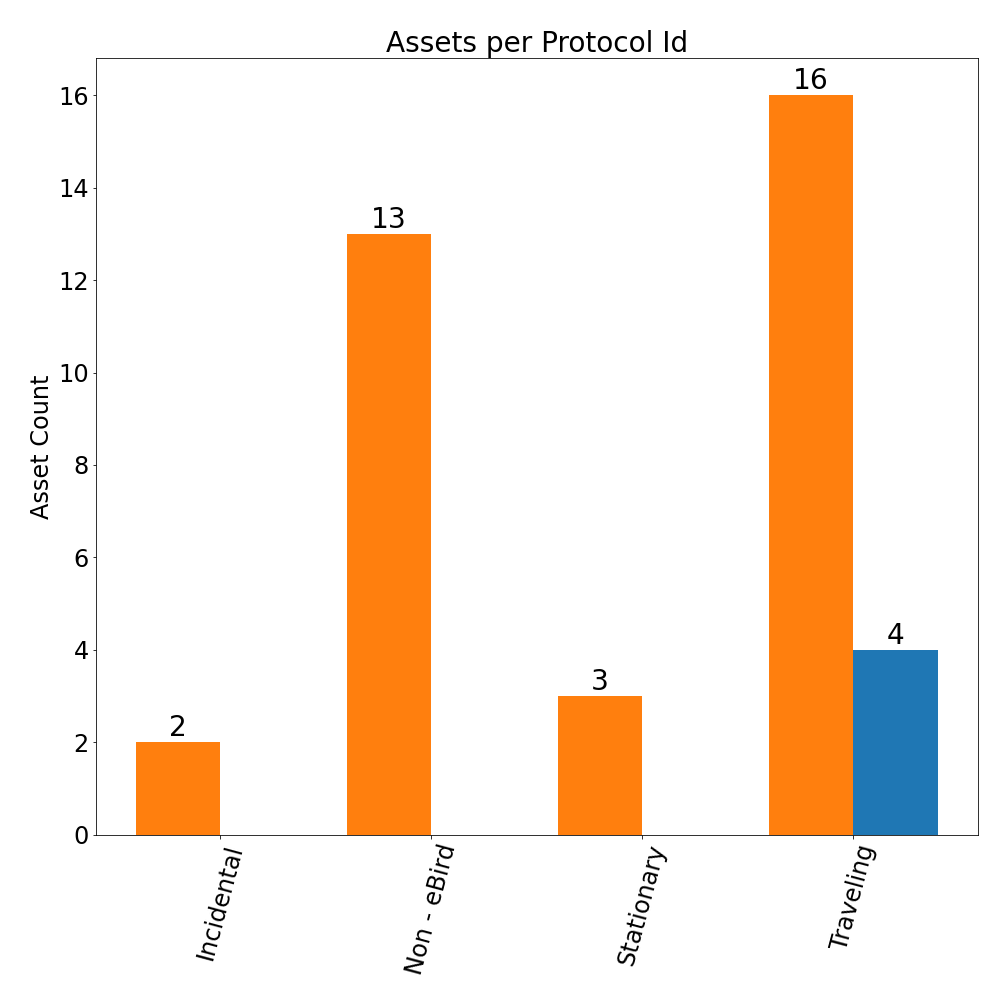 Assets per Protocol Id
Asset Count
16
14
12
10
8
6
4
2
0
2
13
3
16
4
Incidental
Non - eBird
Stationary
Traveling